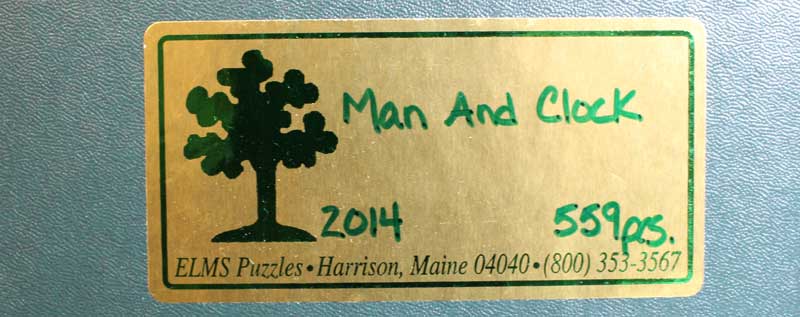 Man And Clock
2014 559 pcs.
ELMS Puzzles • Harrison, Maine 04040 • (800) 353-3567